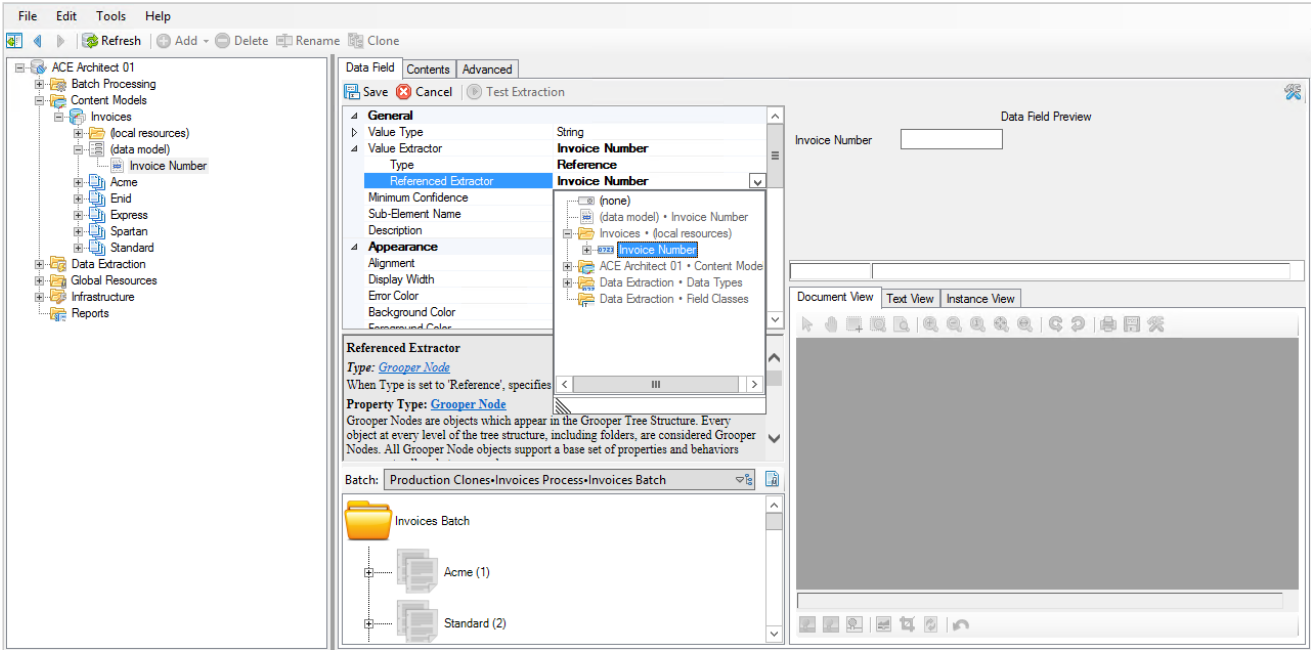 File Edit Tools Help
Refresh Add Delete Rename Clone
ACE Architect 01
Batch Processing
Content Models
Invoices
(local resources)
(data model)
Invoice Number
Acme
Enid
Express
Spartan
Standard
Data Extraction
Global Resources
Infrastructure
Reports
Data Field Contents Advanced
Save Cancel Test Extraction
General
Value Type String
Value Extractor Invoice Number
Type Reference
Referenced Extractor Invoice Number
Minimum Confidence
Sub-Element Name
Description
Appearance
Alignment
Display Width
Error Color
Background Color
Foreground Color
(none)
(data model) • Invoice Number
Invoices • (local resources)
Invoice Number
ACE Architect 01 • Content Mode
Data Extraction • Data Types
Data Extraction • Field Classes
Referenced Extractor
Type: Grooper Node
When Type is set to 'Reference', specifies
Property Type: Grooper Node
Grooper Nodes are objects which appear in the Grooper Tree Structure. Every
object at every level of the tree structure, including folders, are considered Grooper
Nodes. All Grooper Node objects support a base set of properties and behaviors
Batch: Production Clones•Invoices Process•Invoices Batch
Invoices Batch
Acme (1)
Standard (2)
Data Field Preview
Invoice Number
Document View Text View Instance View